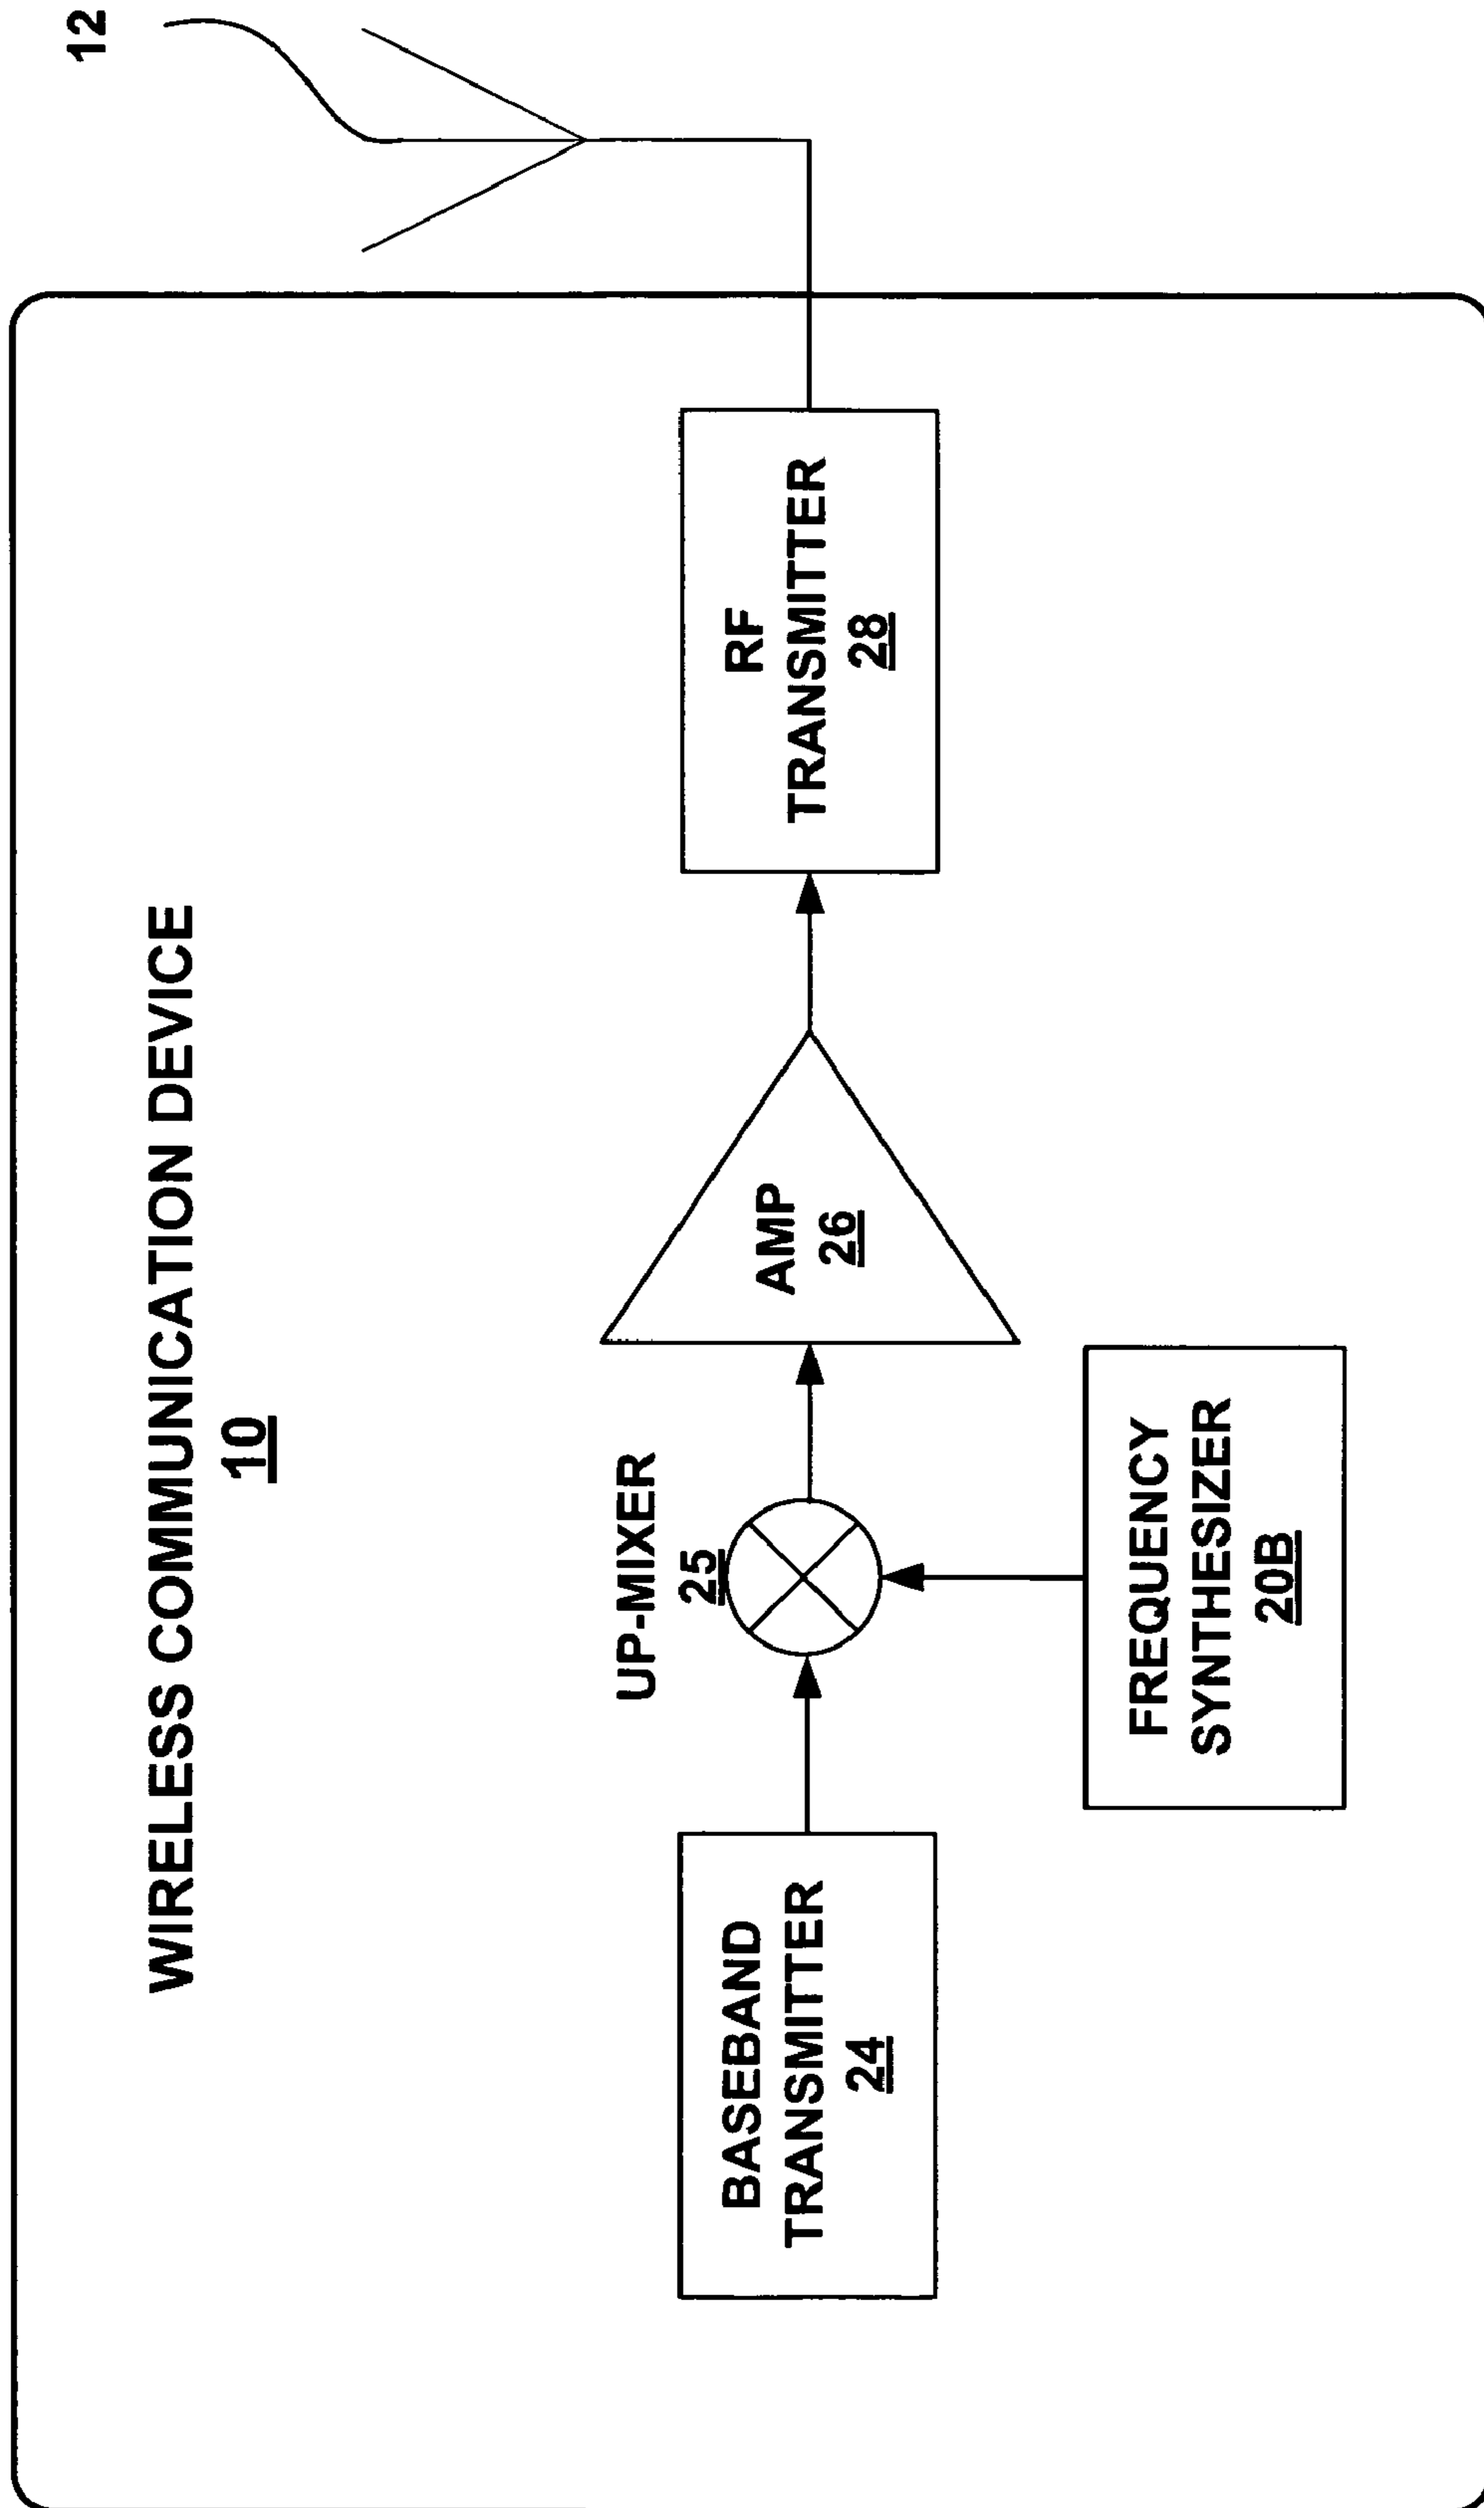 WIRELESS COMMUNICATION DEVICE
10
12
BASEBAND
TRANSMITTER
24
UP-MIXER
25
FREQUENCY
SYNTHESIZER
20B
AMP
26
RF
TRANSMITTER
28